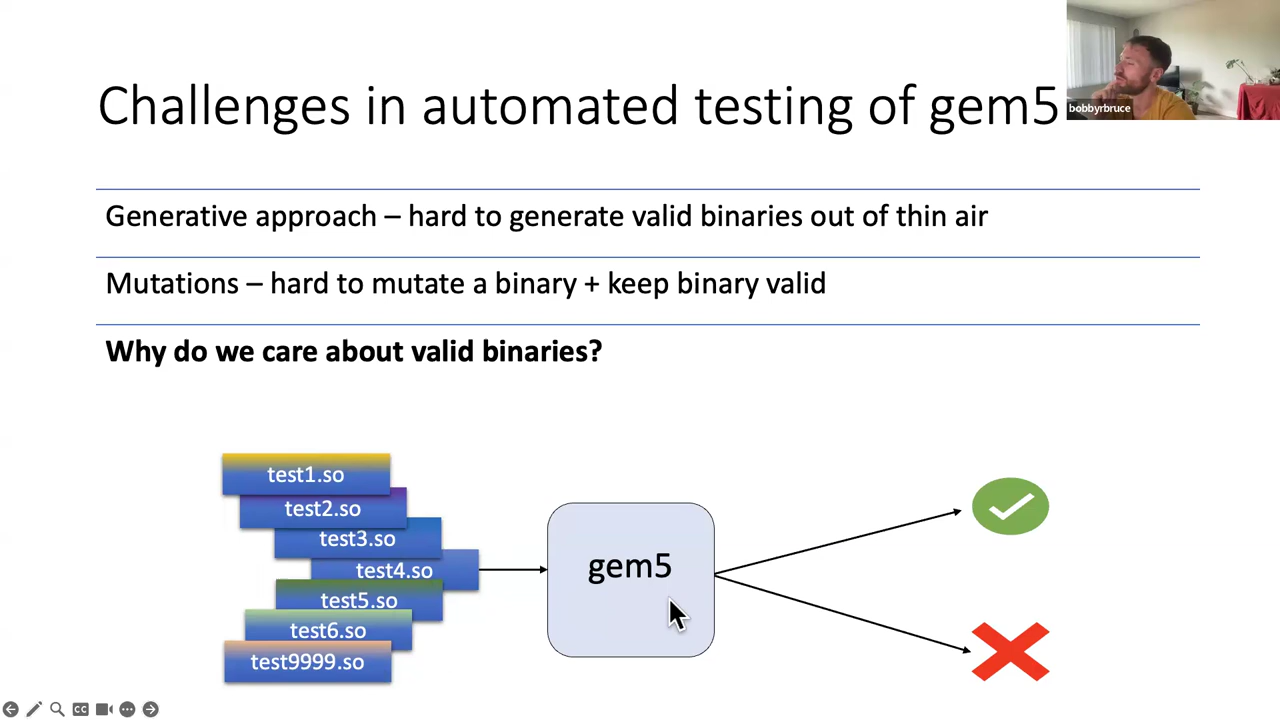 Challenges in automated testing of gem5
bobbyrbruce
Generative approach – hard to generate valid binaries out of thin air
Mutations – hard to mutate a binary + keep binary valid
Why do we care about valid binaries?
test1.so
test2.so
test3.so
test4.so
test5.so
test6.so
test9999.so
gem5
CC